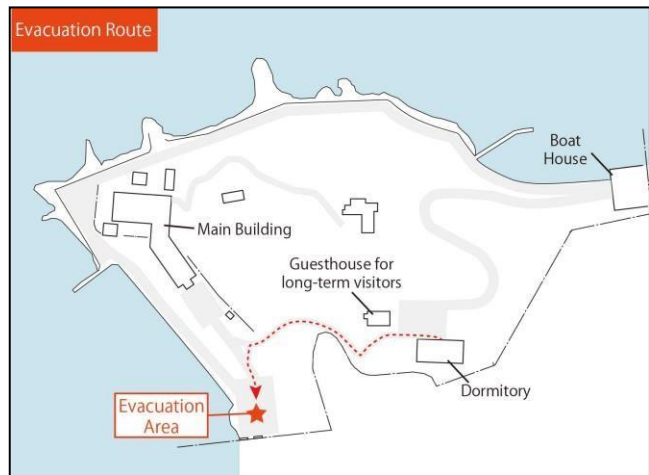 Evacuation Route
Boat
House
Main Building
Guesthouse for
long-term visitors
Dormitory
Evacuation
Area